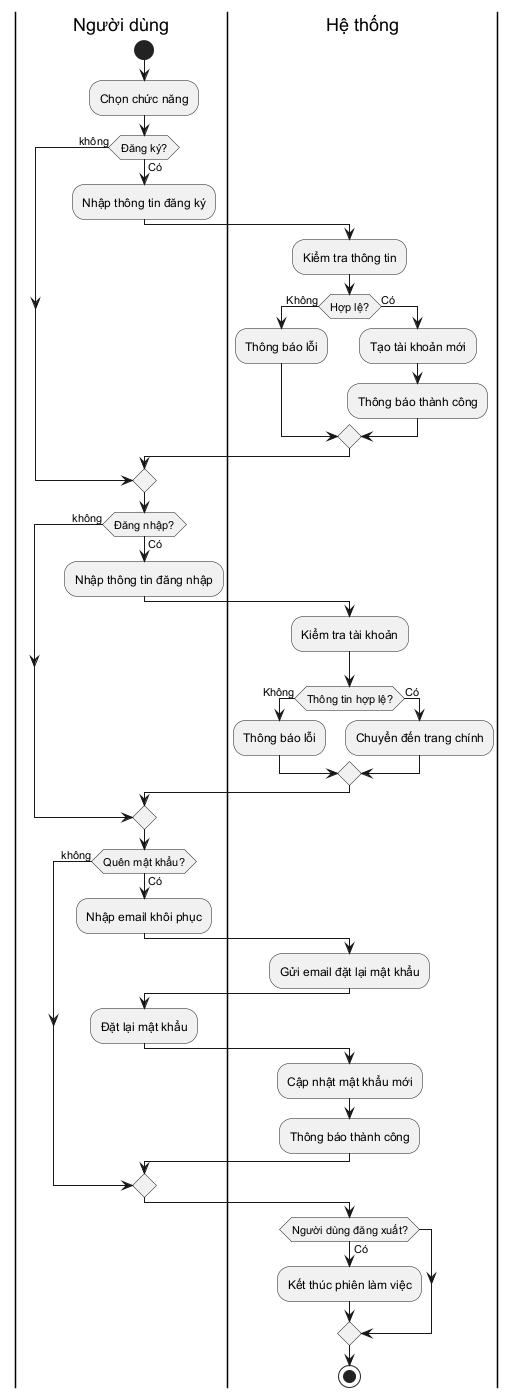 Người dùng
Hệ thống
Chọn chức năng
không
Đăng ký?
Có
Nhập thông tin đăng ký
Kiểm tra thông tin
Không
Hợp lệ?
Có
Thông báo lỗi
Tạo tài khoản mới
Thông báo thành công
không
Đăng nhập?
Có
Nhập thông tin đăng nhập
Kiểm tra tài khoản
Không
Thông tin hợp lệ?
Có
Thông báo lỗi
Chuyển đến trang chính
không
Quên mật khẩu?
Có
Nhập email khôi phục
Gửi email đặt lại mật khẩu
Đặt lại mật khẩu
Cập nhật mật khẩu mới
Thông báo thành công
Người dùng đăng xuất?
Có
Kết thúc phiên làm việc